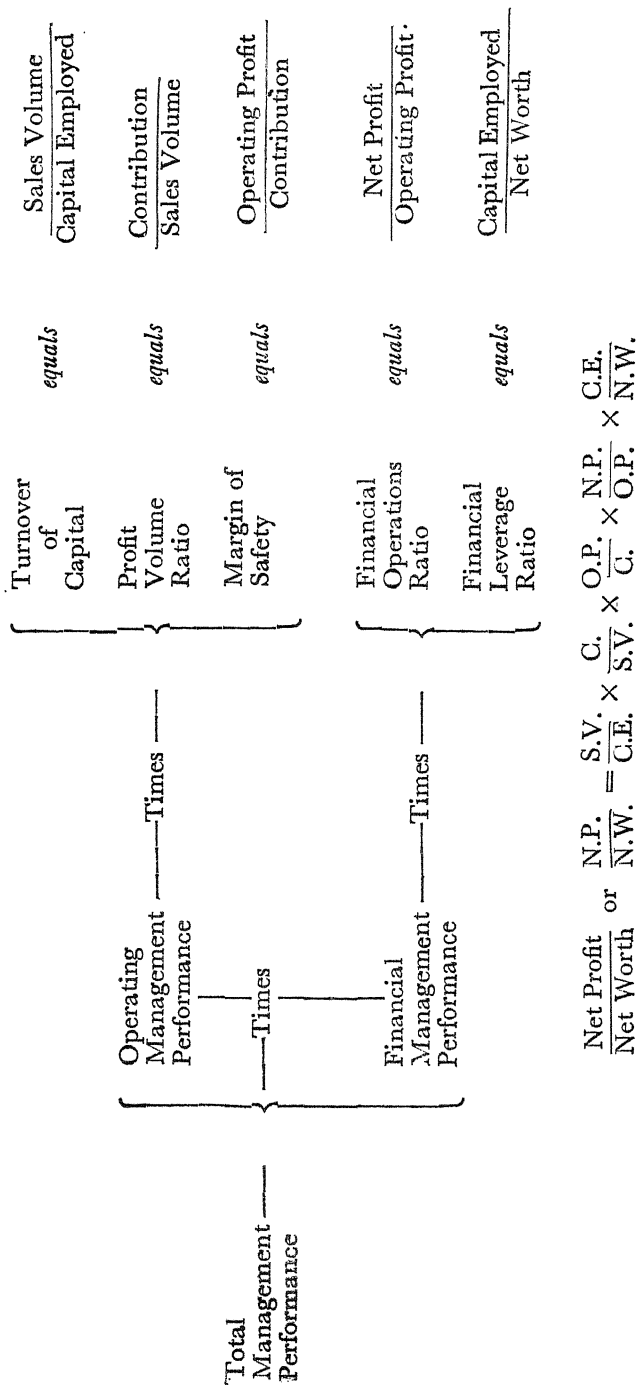 Total
Management
Performance
Times
Operating
Management
Performance
Times
Turnover
of
Capital
equals
Sales Volume
Capital Employed
Profit
Volume
Ratio
equals
Contribution
Sales Volume
Margin of
Safety
equals
Operating Profit
Contribution
Financial
Management
Performance
Times
Financial
Operations
Ratio
equals
Net Profit
Operating Profit
Financial
Leverage
Ratio
equals
Capital Employed
Net Worth
Net Profit
Net Worth or N.P./N.W. = S.V./C.E. × C./S.V. × O.P./C. × N.P./O.P. × C.E./N.W.